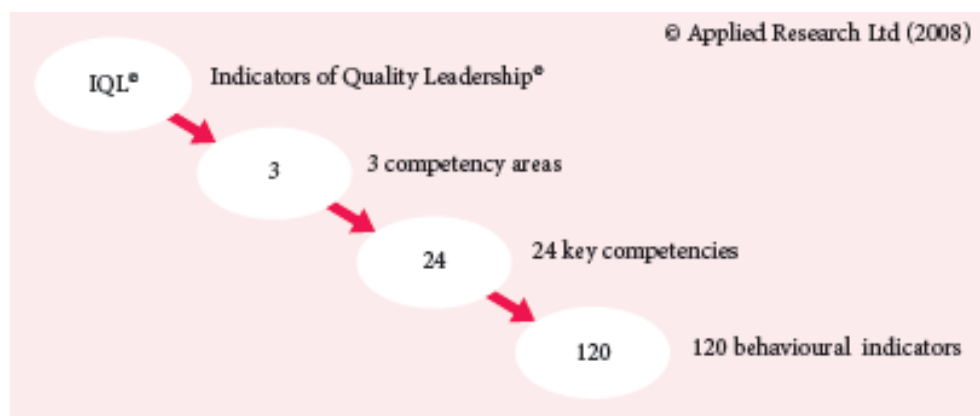 © Applied Research Ltd (2008)
IQL® Indicators of Quality Leadership®
3 3 competency areas
24 24 key competencies
120 120 behavioural indicators